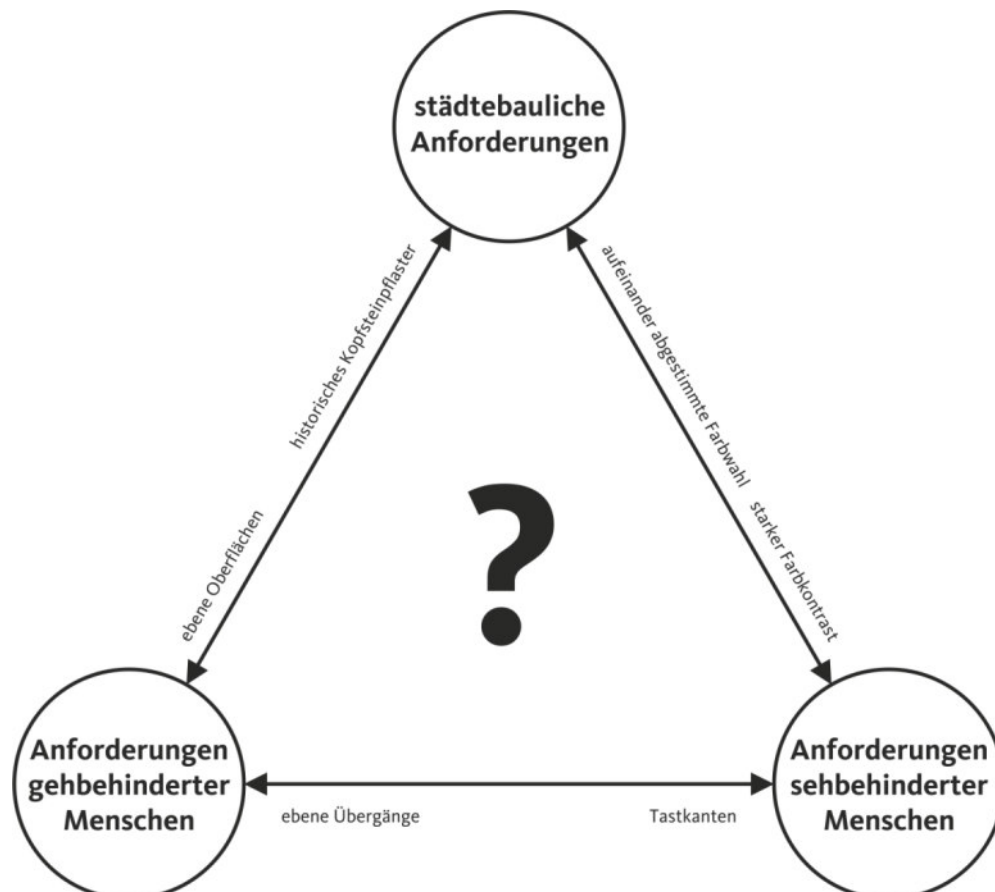 städtebauliche
Anforderungen
historisches Kopfsteinpflaster
ebene Oberflächen
aufeinander abgestimmte Farbwahl
starker Farbkontrast
?
Anforderungen
gehbehinderter
Menschen
ebene Übergänge
Tastkanten
Anforderungen
sehbehinderter
Menschen